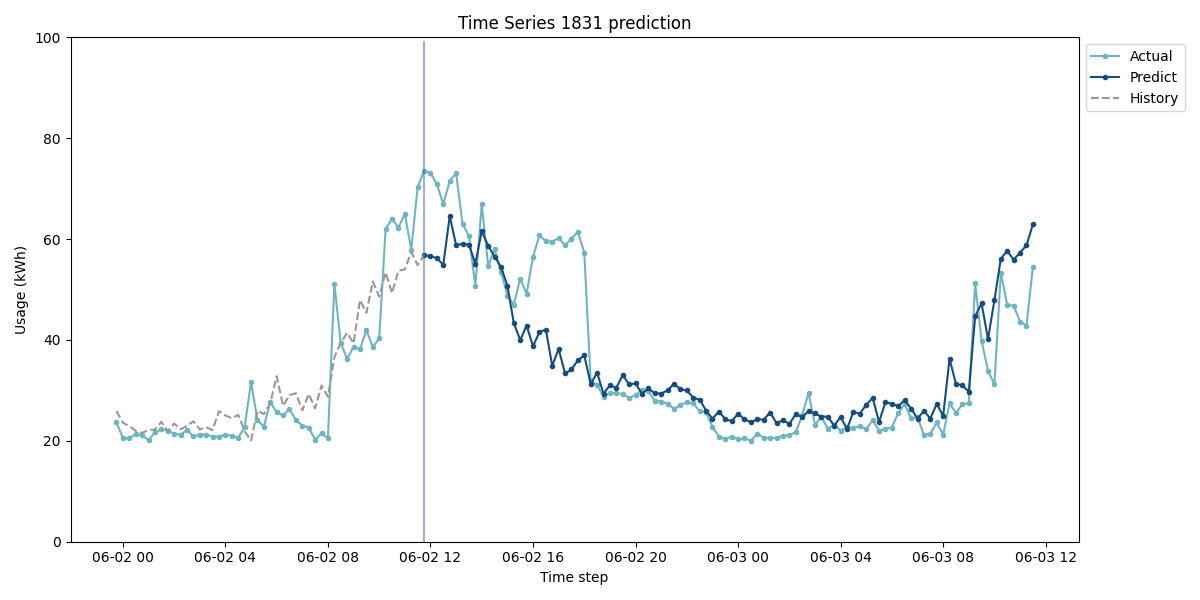 Time Series 1831 prediction
100
80
60
40
20
0
Usage (kWh)
06-02 00
06-02 04
06-02 08
06-02 12
06-02 16
06-02 20
06-03 00
06-03 04
06-03 08
06-03 12
Time step
Actual
Predict
History